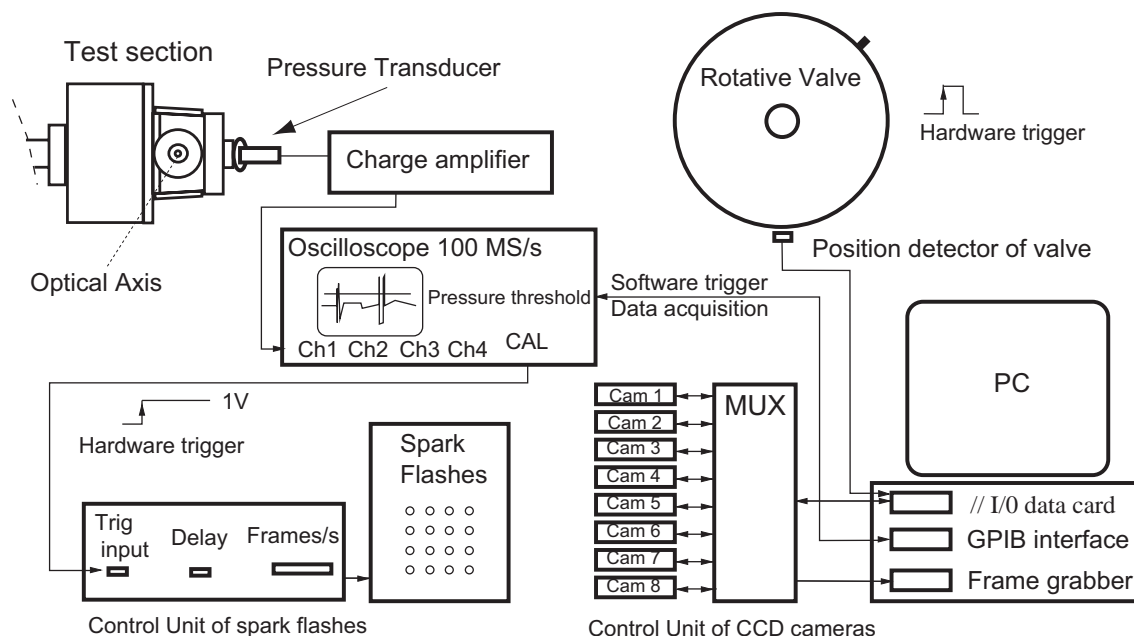 Test section
Pressure Transducer
Charge amplifier
Optical Axis
Rotative Valve
Hardware trigger
Position detector of valve
Oscilloscope 100 MS/s
Pressure threshold
Ch1 Ch2 Ch3 Ch4 CAL
Software trigger
Data acquisition
1V
Hardware trigger
Spark
Flashes
Trig
input
Delay
Frames/s
Control Unit of spark flashes
Cam 1
Cam 2
Cam 3
Cam 4
Cam 5
Cam 6
Cam 7
Cam 8
MUX
Control Unit of CCD cameras
PC
// I/0 data card
GPIB interface
Frame grabber